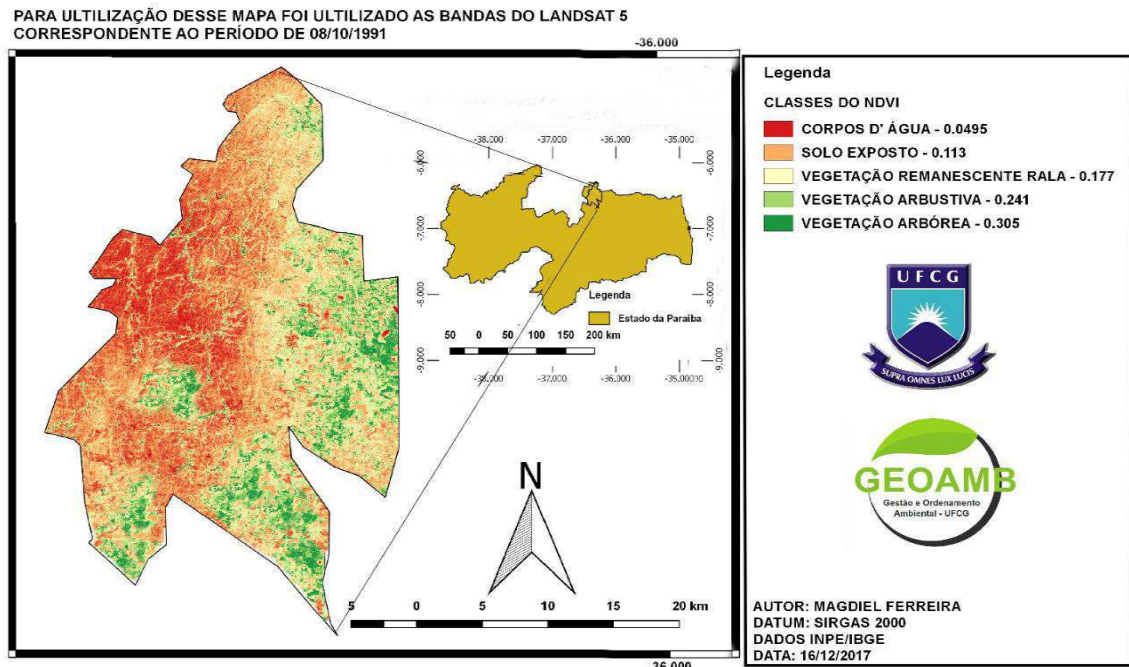 PARA ULTILIZAÇÃO DESSE MAPA FOI ULTILIZADO AS BANDAS DO LANDSAT 5
CORRESPONDENTE AO PERÍODO DE 08/10/1991
-36.000
-38.000
-37.000
-36.000
-35.000
-6.000
-6.000
-7.000
-7.000
-8.000
-8.000
-9.000
-9.000
Legenda
Estado da Paraíba
50 0 50 100 150 200 km
-38.000
-37.000
-36.000
-35.000
N
5 0 5 10 15 20 km
-36.000
Legenda
CLASSES DO NDVI
CORPOS D' ÁGUA - 0.0495
SOLO EXPOSTO - 0.113
VEGETAÇÃO REMANESCENTE RALA - 0.177
VEGETAÇÃO ARBUSTIVA - 0.241
VEGETAÇÃO ARBÓREA - 0.305
UFCG
SUPRA OMNES LUX LUCIS
GEOAMB
Gestão e Ordenamento
Ambiental - UFCG
AUTOR: MAGDIEL FERREIRA
DATUM: SIRGAS 2000
DADOS INPE/IBGE
DATA: 16/12/2017